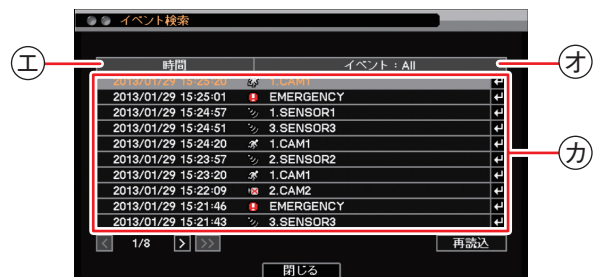 イベント検索
エ 時間 イベント：All オ
2013/01/29 15:25:20 1.CAM1
2013/01/29 15:25:01 EMERGENCY
2013/01/29 15:24:57 1.SENSOR1
2013/01/29 15:24:51 3.SENSOR3
2013/01/29 15:24:20 1.CAM1 カ
2013/01/29 15:23:57 2.SENSOR2
2013/01/29 15:23:20 1.CAM1
2013/01/29 15:22:09 2.CAM2
2013/01/29 15:21:46 EMERGENCY
2013/01/29 15:21:43 3.SENSOR3
< 1/8 > >> 再読込
閉じる